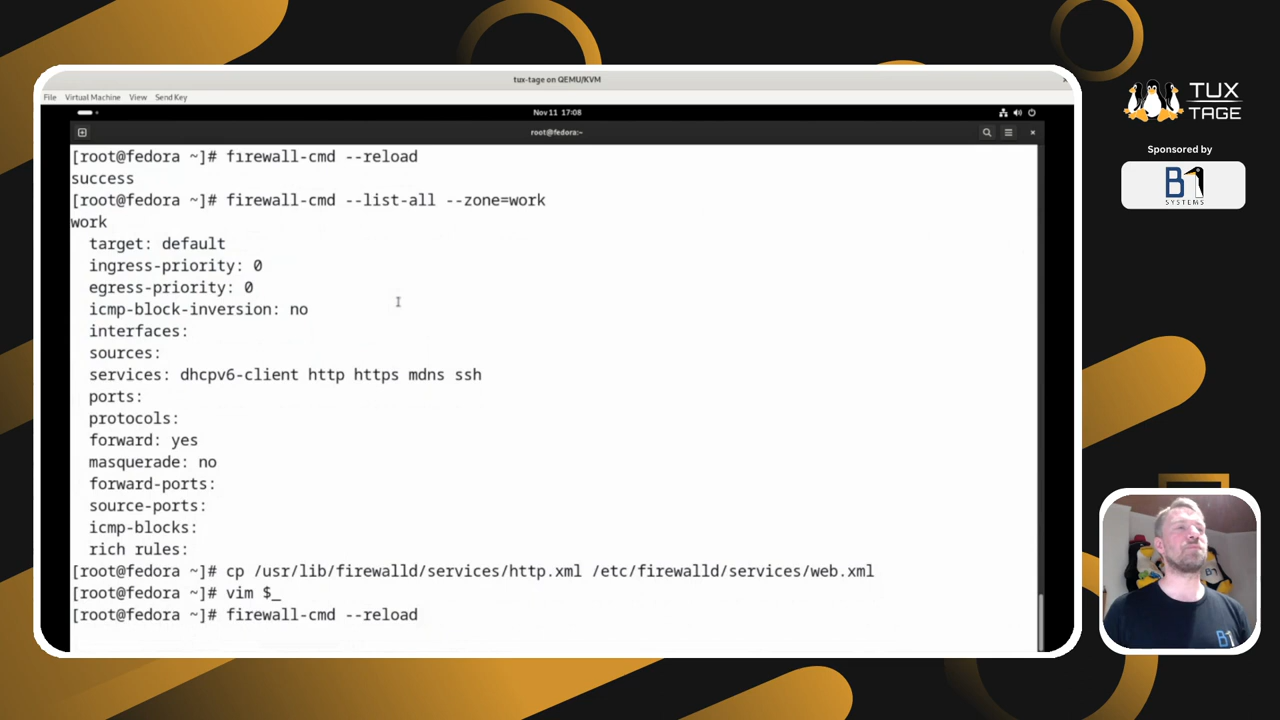 tux-tage on QEMU/KVM
File Virtual Machine View Send Key
Nov 11 17:08
root@fedora:~
[root@fedora ~]# firewall-cmd --reload
success
[root@fedora ~]# firewall-cmd --list-all --zone=work
work
target: default
ingress-priority: 0
egress-priority: 0
icmp-block-inversion: no
interfaces:
sources:
services: dhcpv6-client http https mdns ssh
ports:
protocols:
forward: yes
masquerade: no
forward-ports:
source-ports:
icmp-blocks:
rich rules:
[root@fedora ~]# cp /usr/lib/firewalld/services/http.xml /etc/firewalld/services/web.xml
[root@fedora ~]# vim $_
[root@fedora ~]# firewall-cmd --reload
TUX
TAGE
Sponsored by
B1
SYSTEMS
B1